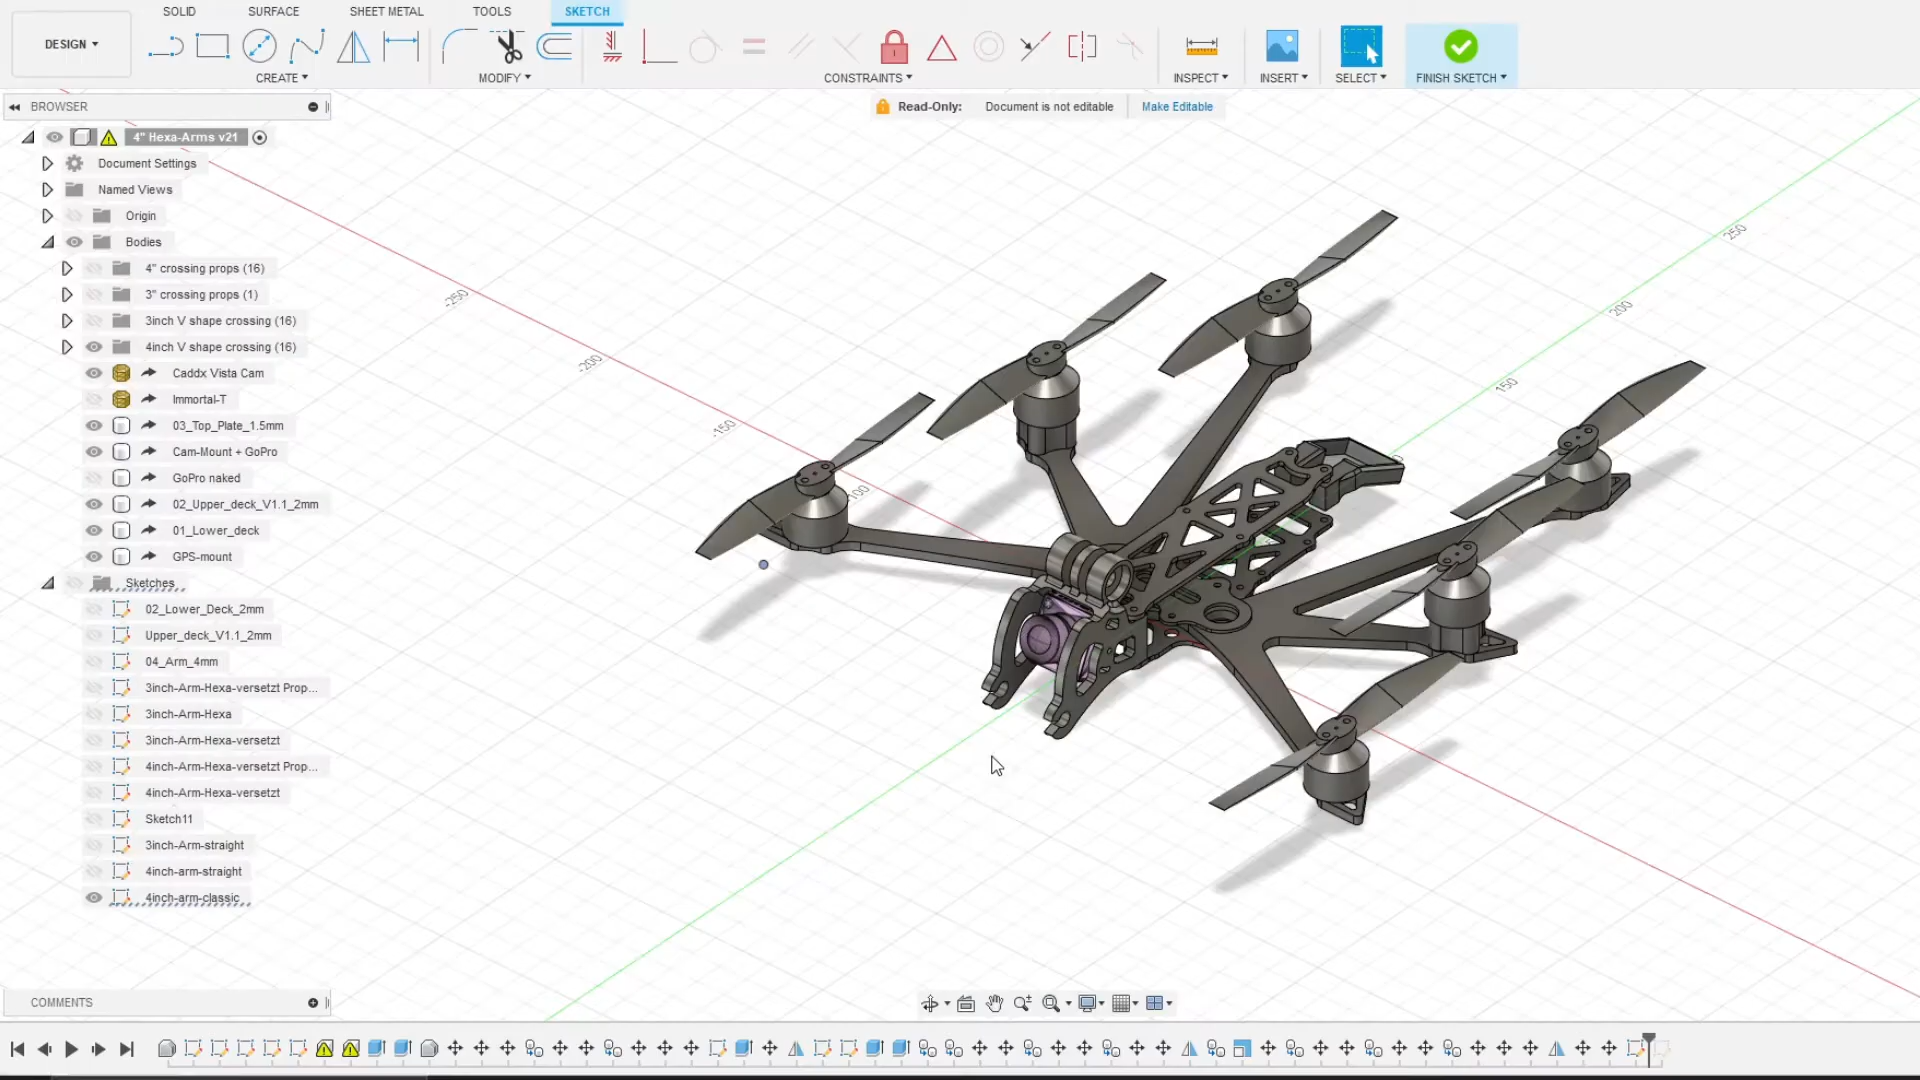 SOLID SURFACE SHEET METAL TOOLS SKETCH
DESIGN
CREATE MODIFY CONSTRAINTS INSPECT INSERT SELECT FINISH SKETCH
BROWSER
Read-Only: Document is not editable Make Editable
4" Hexa-Arms v21
Document Settings
Named Views
Origin
Bodies
4" crossing props (16)
3" crossing props (1)
3inch V shape crossing (16)
4inch V shape crossing (16)
Caddx Vista Cam
Immortal-T
03_Top_Plate_1.5mm
Cam-Mount + GoPro
GoPro naked
02_Upper_deck_V1.1_2mm
01_Lower_deck
GPS-mount
Sketches
02_Lower_Deck_2mm
Upper_deck_V1.1_2mm
04_Arm_4mm
3inch-Arm-Hexa-versetzt Prop...
3inch-Arm-Hexa
3inch-Arm-Hexa-versetzt
4inch-Arm-Hexa-versetzt Prop...
4inch-Arm-Hexa-versetzt
Sketch11
3inch-Arm-straight
4inch-arm-straight
4inch-arm-classic
-250
-200
-150
250
200
150
COMMENTS